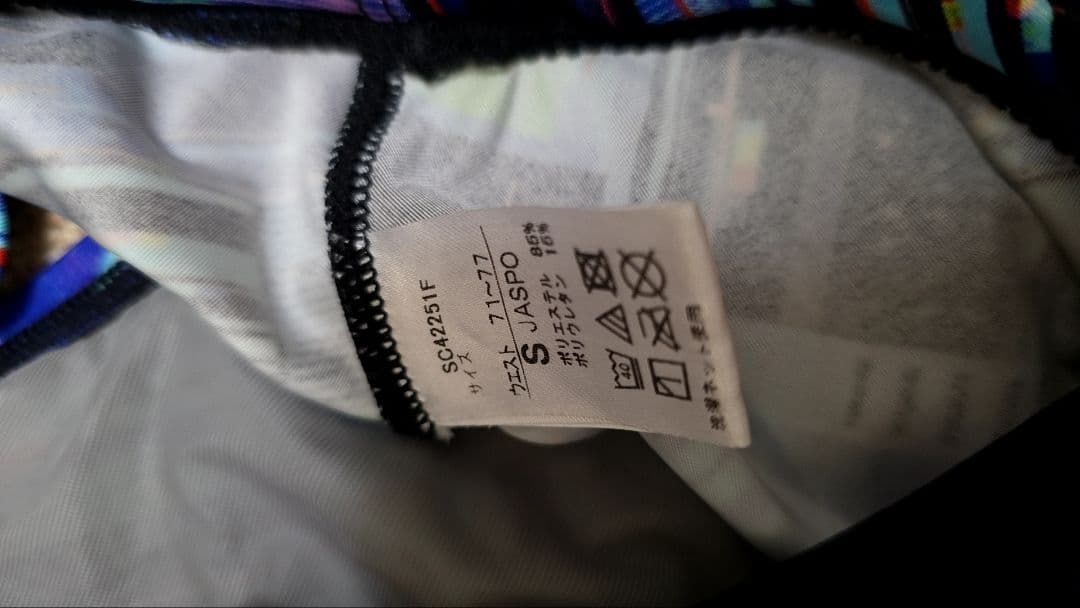 SC42251F
サイズ
ウエスト 71~77
S JASPO
ポリエステル 85%
ポリウレタン 15%
40
洗濯ネット使用